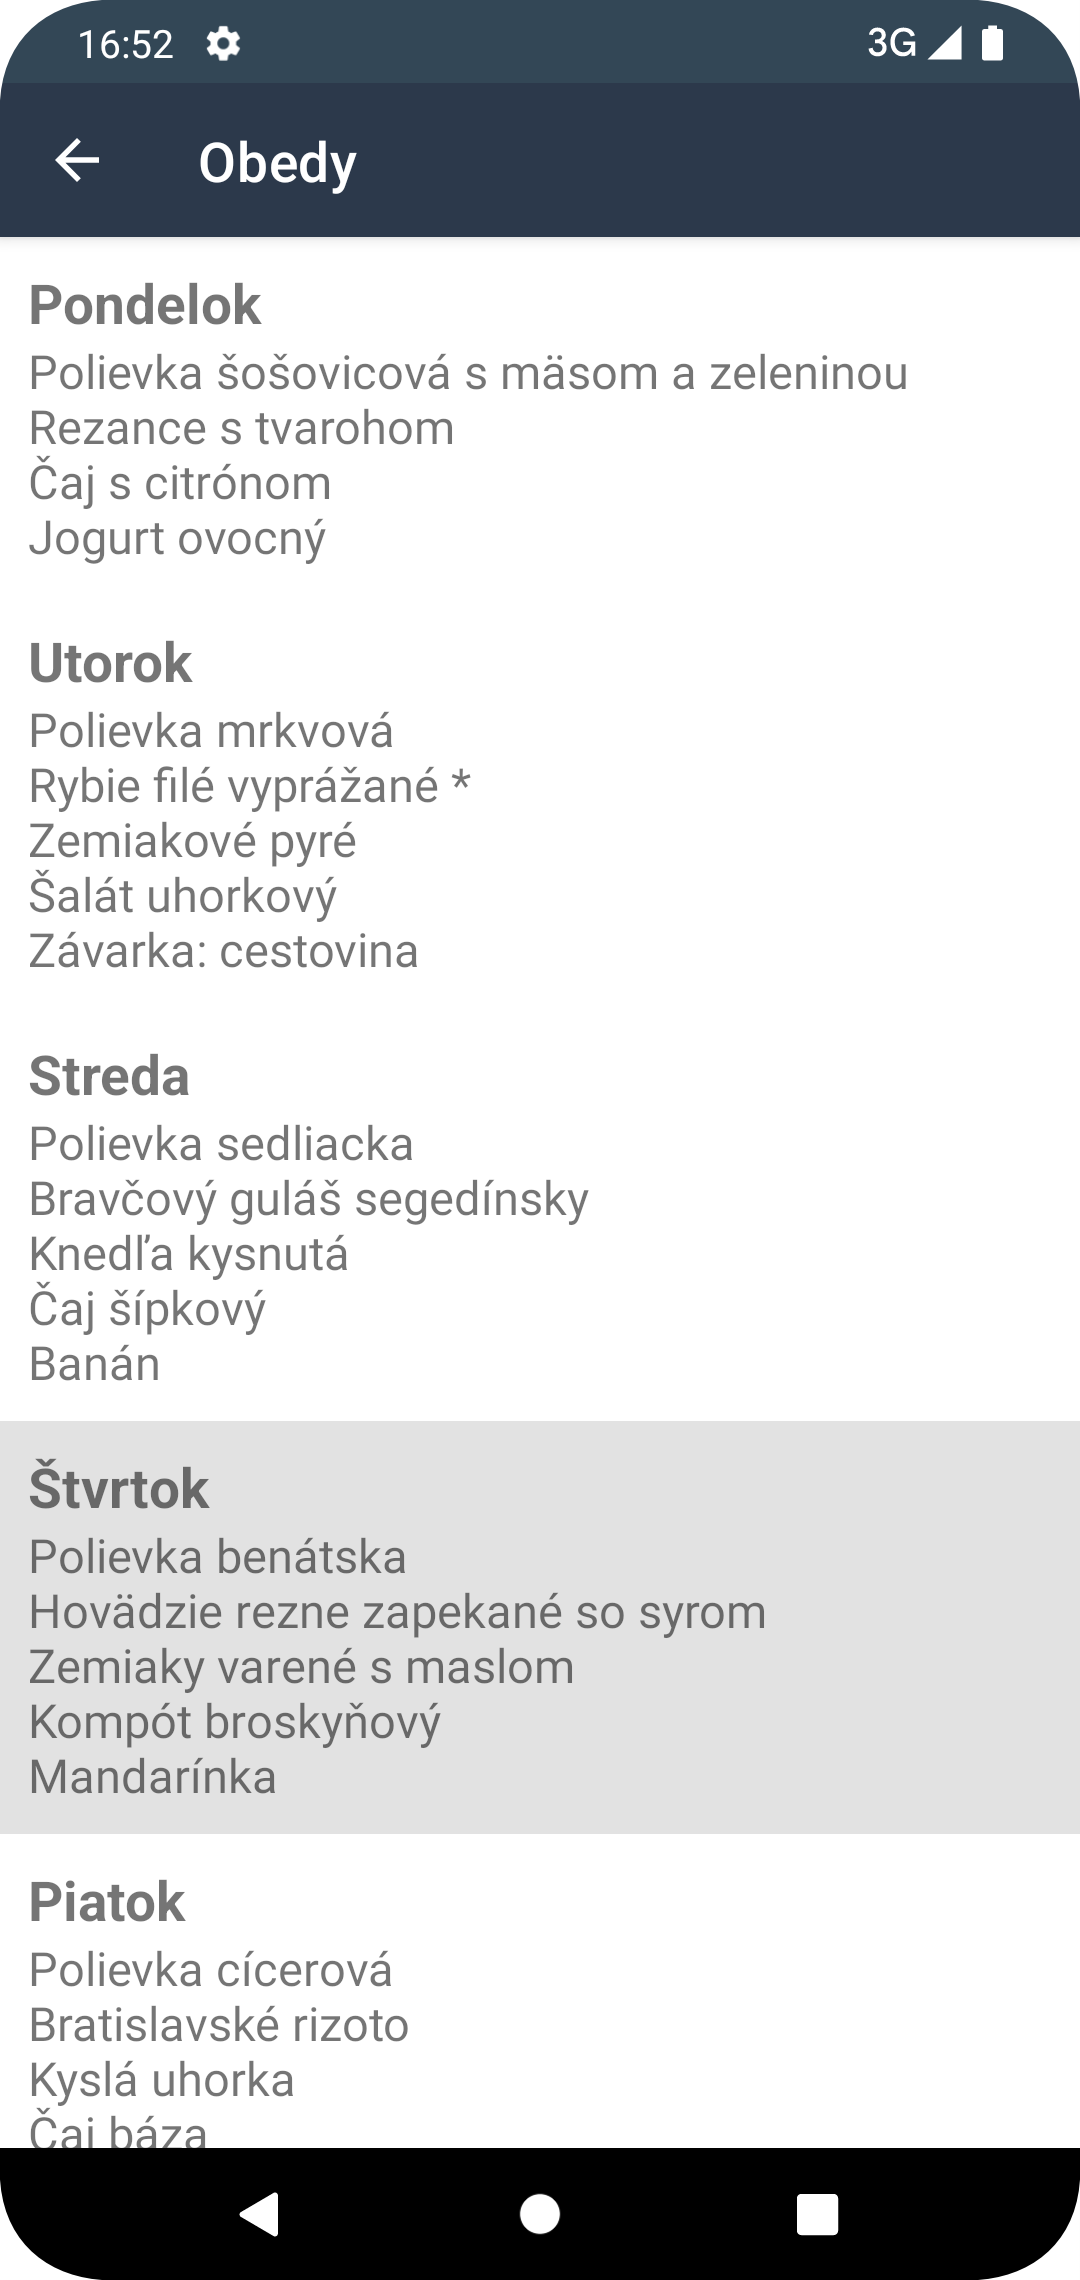 16:52
3G
Obedy
Pondelok
Polievka šošovicová s mäsom a zeleninou
Rezance s tvarohom
Čaj s citrónom
Jogurt ovocný
Utorok
Polievka mrkvová
Rybie filé vyprážané *
Zemiakové pyré
Šalát uhorkový
Závarka: cestovina
Streda
Polievka sedliacka
Bravčový guláš segedínsky
Knedľa kysnutá
Čaj šípkový
Banán
Štvrtok
Polievka benátska
Hovädzie rezne zapekané so syrom
Zemiaky varené s maslom
Kompót broskyňový
Mandarínka
Piatok
Polievka cícerová
Bratislavské rizoto
Kyslá uhorka
Čaj báza